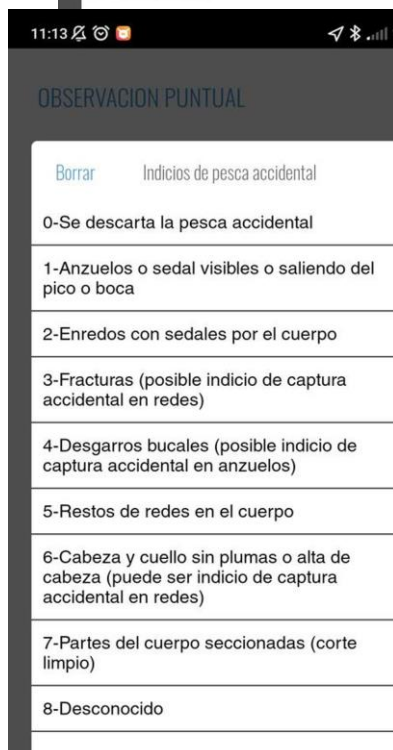 11:13
OBSERVACION PUNTUAL
Borrar Indicios de pesca accidental
0-Se descarta la pesca accidental
1-Anzuelos o sedal visibles o saliendo del
pico o boca
2-Enredos con sedales por el cuerpo
3-Fracturas (posible indicio de captura
accidental en redes)
4-Desgarros bucales (posible indicio de
captura accidental en anzuelos)
5-Restos de redes en el cuerpo
6-Cabeza y cuello sin plumas o alta de
cabeza (puede ser indicio de captura
accidental en redes)
7-Partes del cuerpo seccionadas (corte
limpio)
8-Desconocido